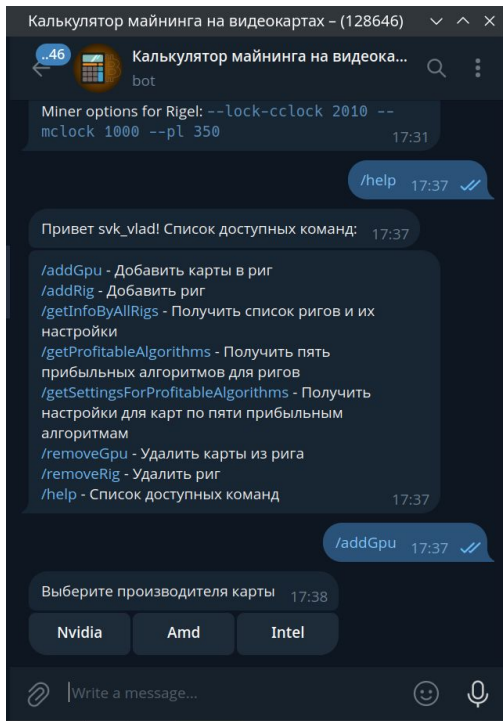 Калькулятор майнинга на видеокартах – (128646)
..46
Калькулятор майнинга на видеока...
bot
Miner options for Rigel: --lock-cclock 2010 --
mclock 1000 --pl 350
17:31
/help 17:37
Привет svk_vlad! Список доступных команд: 17:37
/addGpu - Добавить карты в риг
/addRig - Добавить риг
/getInfoByAllRigs - Получить список ригов и их
настройки
/getProfitableAlgorithms - Получить пять
прибыльных алгоритмов для ригов
/getSettingsForProfitableAlgorithms - Получить
настройки для карт по пяти прибыльным
алгоритмам
/removeGpu - Удалить карты из рига
/removeRig - Удалить риг
/help - Список доступных команд 17:37
/addGpu 17:37
Выберите производителя карты 17:38
Nvidia Amd Intel
Write a message...